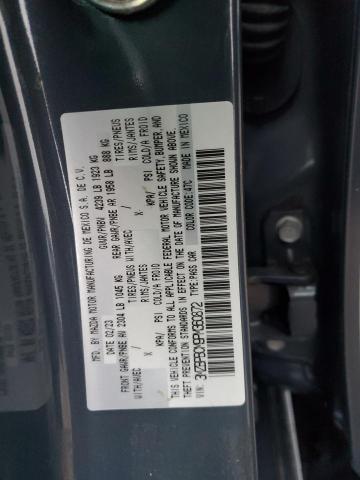 MFD. BY: MAZDA MOTOR MANUFACTURING DE MEXICO S.A. DE C.V.
DATE 02/23 GVWR/PNBV 4239 LB 1923 KG
FRONT GAWR/PNBE AV 2004 LB 1045 KG REAR GAWR/PNBE AR 1958 LB 888 KG
WITH/AVEC TIRES/PNEUS WITH/AVEC TIRES/PNEUS
X RIMS/JANTES X RIMS/JANTES
KPA/ PSI COLD/A FROID KPA/ PSI COLD/A FROID
THIS VEHICLE CONFORMS TO ALL APPLICABLE FEDERAL MOTOR VEHICLE SAFETY,BUMPER,AND
THEFT PREVENTION STANDARDS IN EFFECT ON THE DATE OF MANUFACTURE SHOWN ABOVE.
VIN: TYPE:PASS CAR COLOR CODE:47C MADE IN MEXICO